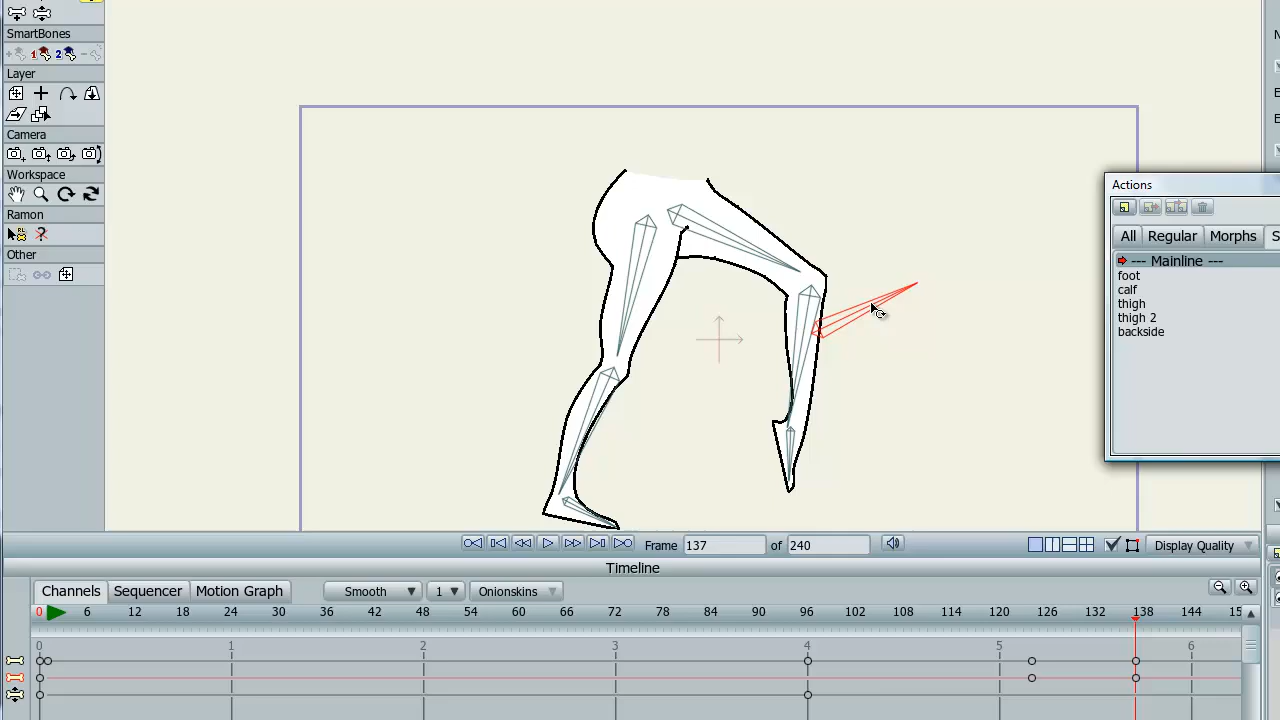 SmartBones
1 2
Layer
Camera
Workspace
Ramon
Other
Actions
All Regular Morphs S
--- Mainline ---
foot
calf
thigh
thigh 2
backside
Frame 137 of 240 Display Quality
Timeline
Channels Sequencer Motion Graph Smooth 1 Onionskins
0 6 12 18 24 30 36 42 48 54 60 66 72 78 84 90 96 102 108 114 120 126 132 138 144 15
0 1 2 3 4 5 6